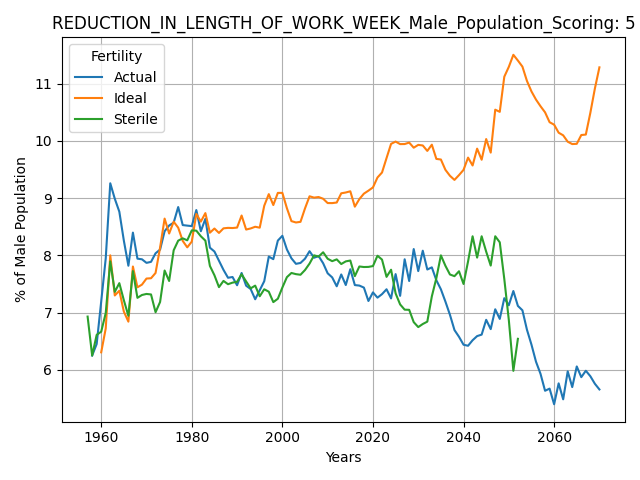 REDUCTION_IN_LENGTH_OF_WORK_WEEK_Male_Population_Scoring: 5
Fertility
Actual
Ideal
Sterile
% of Male Population
11
10
9
8
7
6
1960
1980
2000
2020
2040
2060
Years